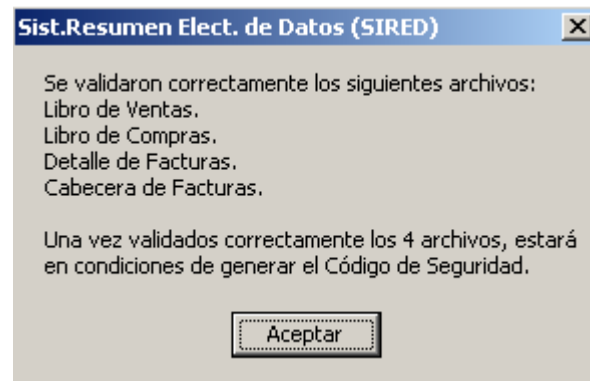 Sist.Resumen Elect. de Datos (SIRED)
Se validaron correctamente los siguientes archivos:
Libro de Ventas.
Libro de Compras.
Detalle de Facturas.
Cabecera de Facturas.
Una vez validados correctamente los 4 archivos, estará
en condiciones de generar el Código de Seguridad.
Aceptar